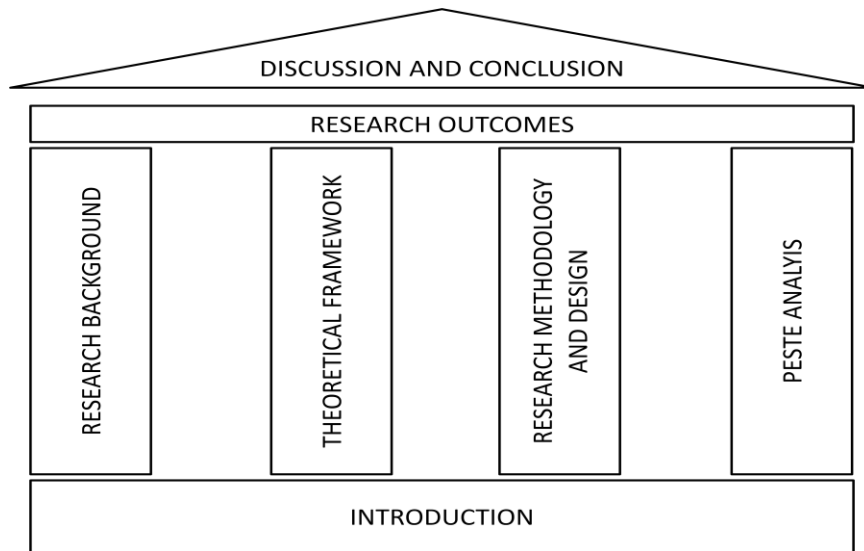 DISCUSSION AND CONCLUSION
RESEARCH OUTCOMES
RESEARCH BACKGROUND
THEORETICAL FRAMEWORK
RESEARCH METHODOLOGY
AND DESIGN
PESTE ANALYIS
INTRODUCTION